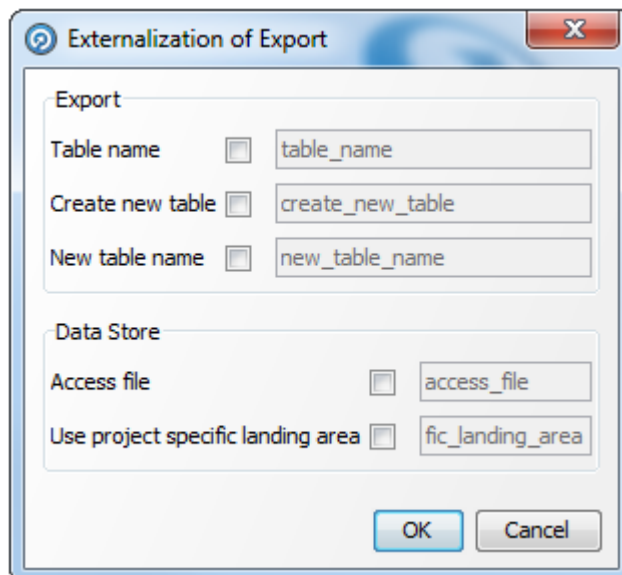 Externalization of Export
Export
Table name table_name
Create new table create_new_table
New table name new_table_name
Data Store
Access file access_file
Use project specific landing area fic_landing_area
OK Cancel